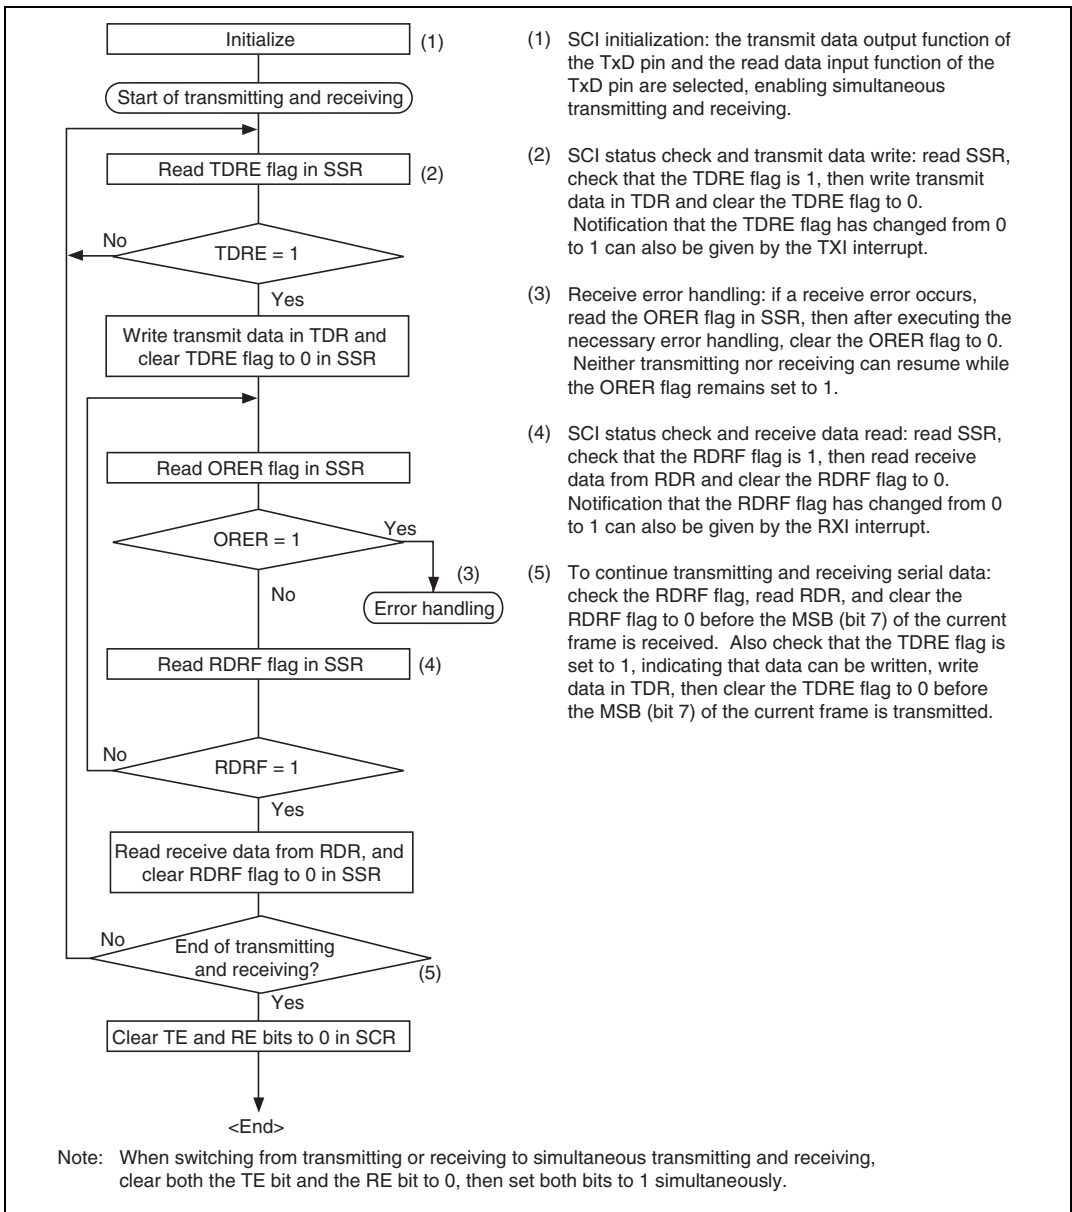 Initialize
(1)
Start of transmitting and receiving
Read TDRE flag in SSR
(2)
No
TDRE = 1
Yes
Write transmit data in TDR and
clear TDRE flag to 0 in SSR
Read ORER flag in SSR
ORER = 1
Yes
(3)
No
Error handling
Read RDRF flag in SSR
(4)
No
RDRF = 1
Yes
Read receive data from RDR, and
clear RDRF flag to 0 in SSR
No
End of transmitting
and receiving?
(5)
Yes
Clear TE and RE bits to 0 in SCR
<End>
(1) SCI initialization: the transmit data output function of
the TxD pin and the read data input function of the
TxD pin are selected, enabling simultaneous
transmitting and receiving.
(2) SCI status check and transmit data write: read SSR,
check that the TDRE flag is 1, then write transmit
data in TDR and clear the TDRE flag to 0.
Notification that the TDRE flag has changed from 0
to 1 can also be given by the TXI interrupt.
(3) Receive error handling: if a receive error occurs,
read the ORER flag in SSR, then after executing the
necessary error handling, clear the ORER flag to 0.
Neither transmitting nor receiving can resume while
the ORER flag remains set to 1.
(4) SCI status check and receive data read: read SSR,
check that the RDRF flag is 1, then read receive
data from RDR and clear the RDRF flag to 0.
Notification that the RDRF flag has changed from 0
to 1 can also be given by the RXI interrupt.
(5) To continue transmitting and receiving serial data:
check the RDRF flag, read RDR, and clear the
RDRF flag to 0 before the MSB (bit 7) of the current
frame is received. Also check that the TDRE flag is
set to 1, indicating that data can be written, write
data in TDR, then clear the TDRE flag to 0 before
the MSB (bit 7) of the current frame is transmitted.
Note: When switching from transmitting or receiving to simultaneous transmitting and receiving,
clear both the TE bit and the RE bit to 0, then set both bits to 1 simultaneously.